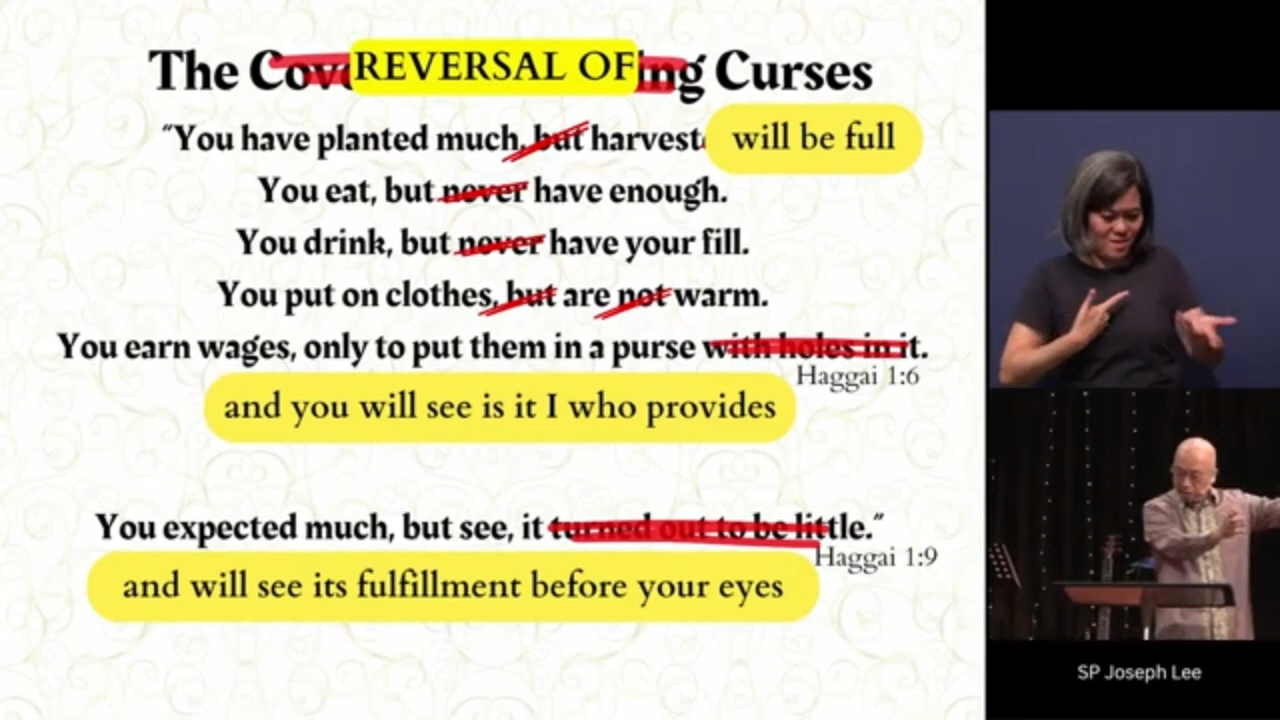 The Cove REVERSAL OF ing Curses
"You have planted much, but harvest will be full
You eat, but never have enough.
You drink, but never have your fill.
You put on clothes, but are not warm.
You earn wages, only to put them in a purse with holes in it.
Haggai 1:6
and you will see is it I who provides
You expected much, but see, it turned out to be little."
Haggai 1:9
and will see its fulfillment before your eyes
SP Joseph Lee